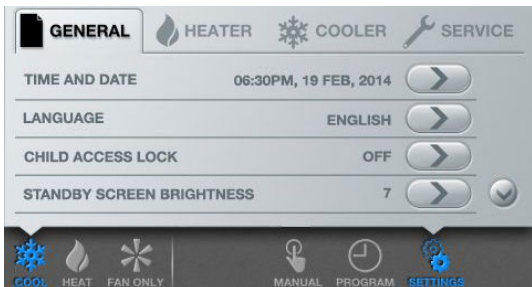 GENERAL HEATER COOLER SERVICE
TIME AND DATE 06:30PM, 19 FEB, 2014
LANGUAGE ENGLISH
CHILD ACCESS LOCK OFF
STANDBY SCREEN BRIGHTNESS 7
COOL HEAT FAN ONLY MANUAL PROGRAM SETTINGS